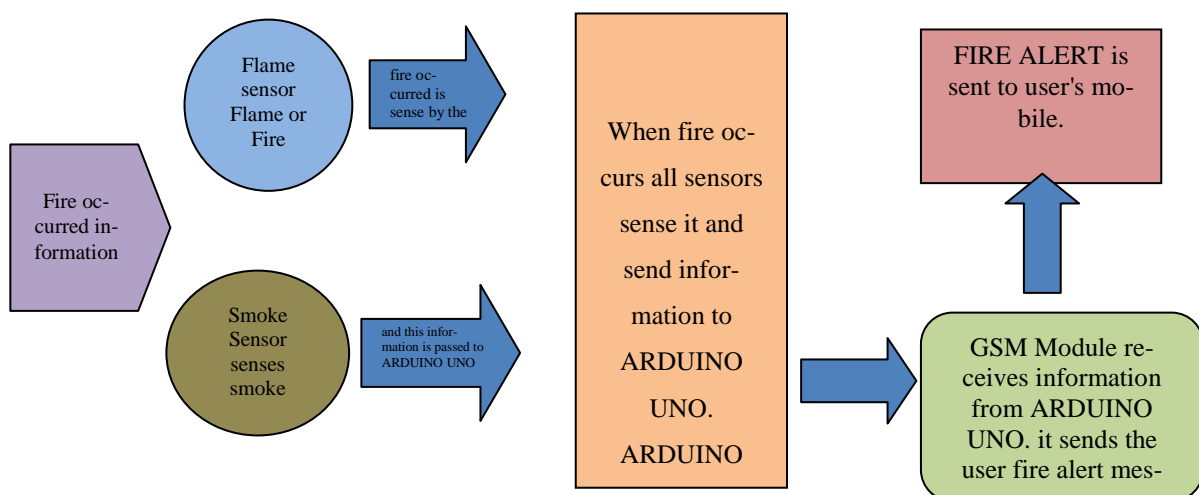 Fire oc-
curred in-
formation
Flame
sensor
Flame or
Fire
fire oc-
curred is
sense by the
Smoke
Sensor
senses
smoke
and this infor-
mation is passed to
ARDUINO UNO
When fire oc-
curs all sensors
sense it and
send infor-
mation to
ARDUINO
UNO.
ARDUINO
GSM Module re-
ceives information
from ARDUINO
UNO. it sends the
user fire alert mes-
FIRE ALERT is
sent to user's mo-
bile.